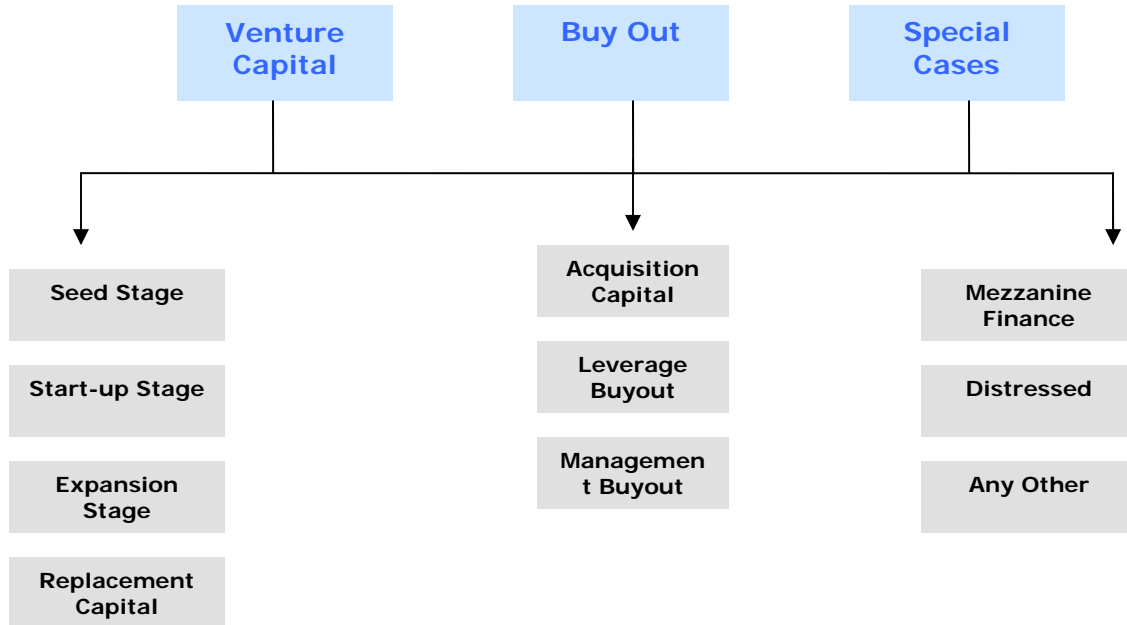 Venture
Capital
Buy Out
Special
Cases
Seed Stage
Start-up Stage
Expansion
Stage
Replacement
Capital
Acquisition
Capital
Leverage
Buyout
Managemen
t Buyout
Mezzanine
Finance
Distressed
Any Other